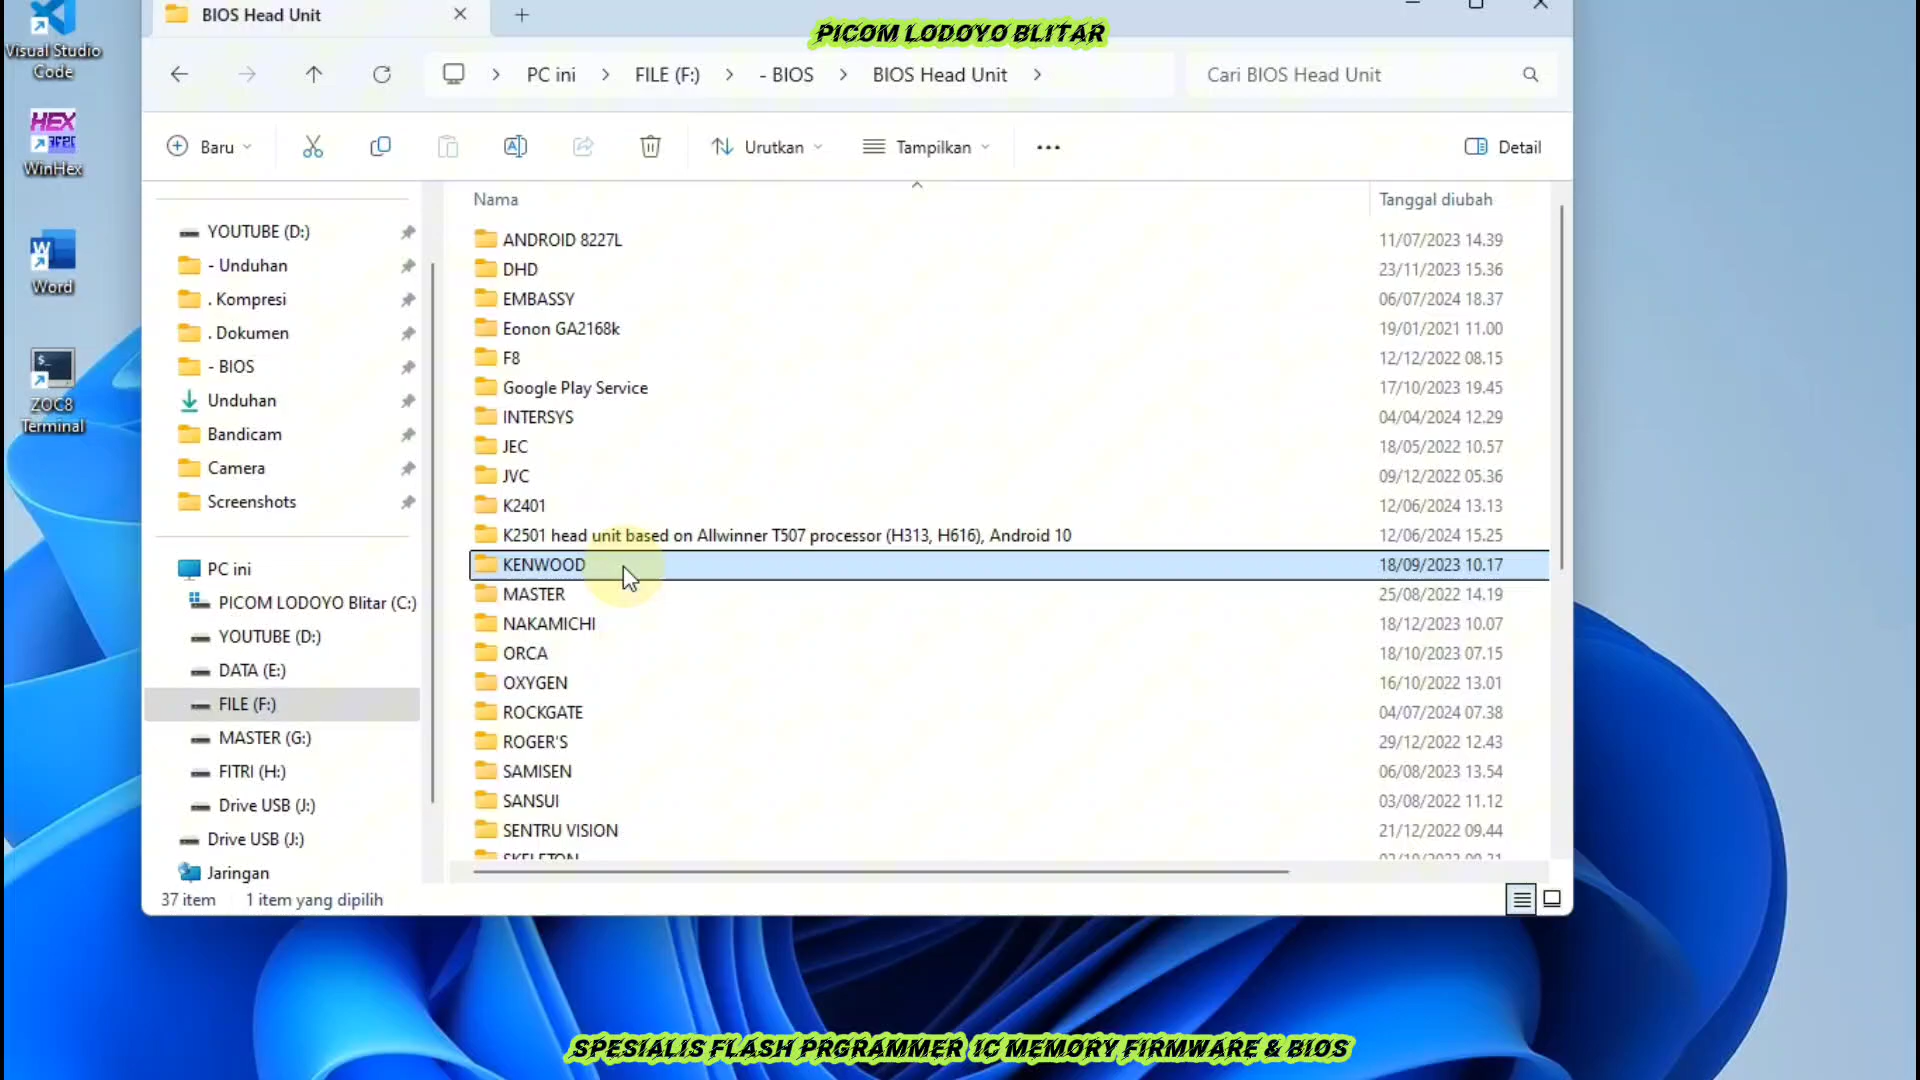 BIOS Head Unit
PICOM LODOYO BLITAR
Visual Studio
Code
PC ini
FILE (F:)
- BIOS
BIOS Head Unit
Cari BIOS Head Unit
HEX
WinHex
Baru
Urutkan
Tampilkan
Detail
Nama
Tanggal diubah
YOUTUBE (D:)
- Unduhan
. Kompresi
. Dokumen
- BIOS
Unduhan
Bandicam
Camera
Screenshots
PC ini
PICOM LODOYO Blitar (C:)
YOUTUBE (D:)
DATA (E:)
FILE (F:)
MASTER (G:)
FITRI (H:)
Drive USB (J:)
Drive USB (J:)
Jaringan
W
Word
$_
ZOC8
Terminal
ANDROID 8227L 11/07/2023 14.39
DHD 23/11/2023 15.36
EMBASSY 06/07/2024 18.37
Eonon GA2168k 19/01/2021 11.00
F8 12/12/2022 08.15
Google Play Service 17/10/2023 19.45
INTERSYS 04/04/2024 12.29
JEC 18/05/2022 10.57
JVC 09/12/2022 05.36
K2401 12/06/2024 13.13
K2501 head unit based on Allwinner T507 processor (H313, H616), Android 10 12/06/2024 15.25
KENWOOD 18/09/2023 10.17
MASTER 25/08/2022 14.19
NAKAMICHI 18/12/2023 10.07
ORCA 18/10/2023 07.15
OXYGEN 16/10/2022 13.01
ROCKGATE 04/07/2024 07.38
ROGER'S 29/12/2022 12.43
SAMISEN 06/08/2023 13.54
SANSUI 03/08/2022 11.12
SENTRU VISION 21/12/2022 09.44
SKELETON
37 item
1 item yang dipilih
SPESIALIS FLASH PRGRAMMER IC MEMORY FIRMWARE & BIOS